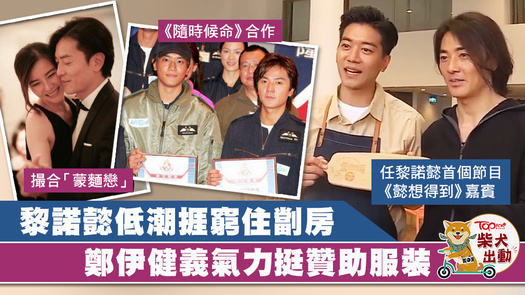 《隨時候命》合作
撮合「蒙麵戀」
任黎諾懿首個節目
《懿想得到》嘉賓
黎諾懿低潮捱窮住劏房
鄭伊健義氣力挺贊助服裝
TOPick
柴犬
出動